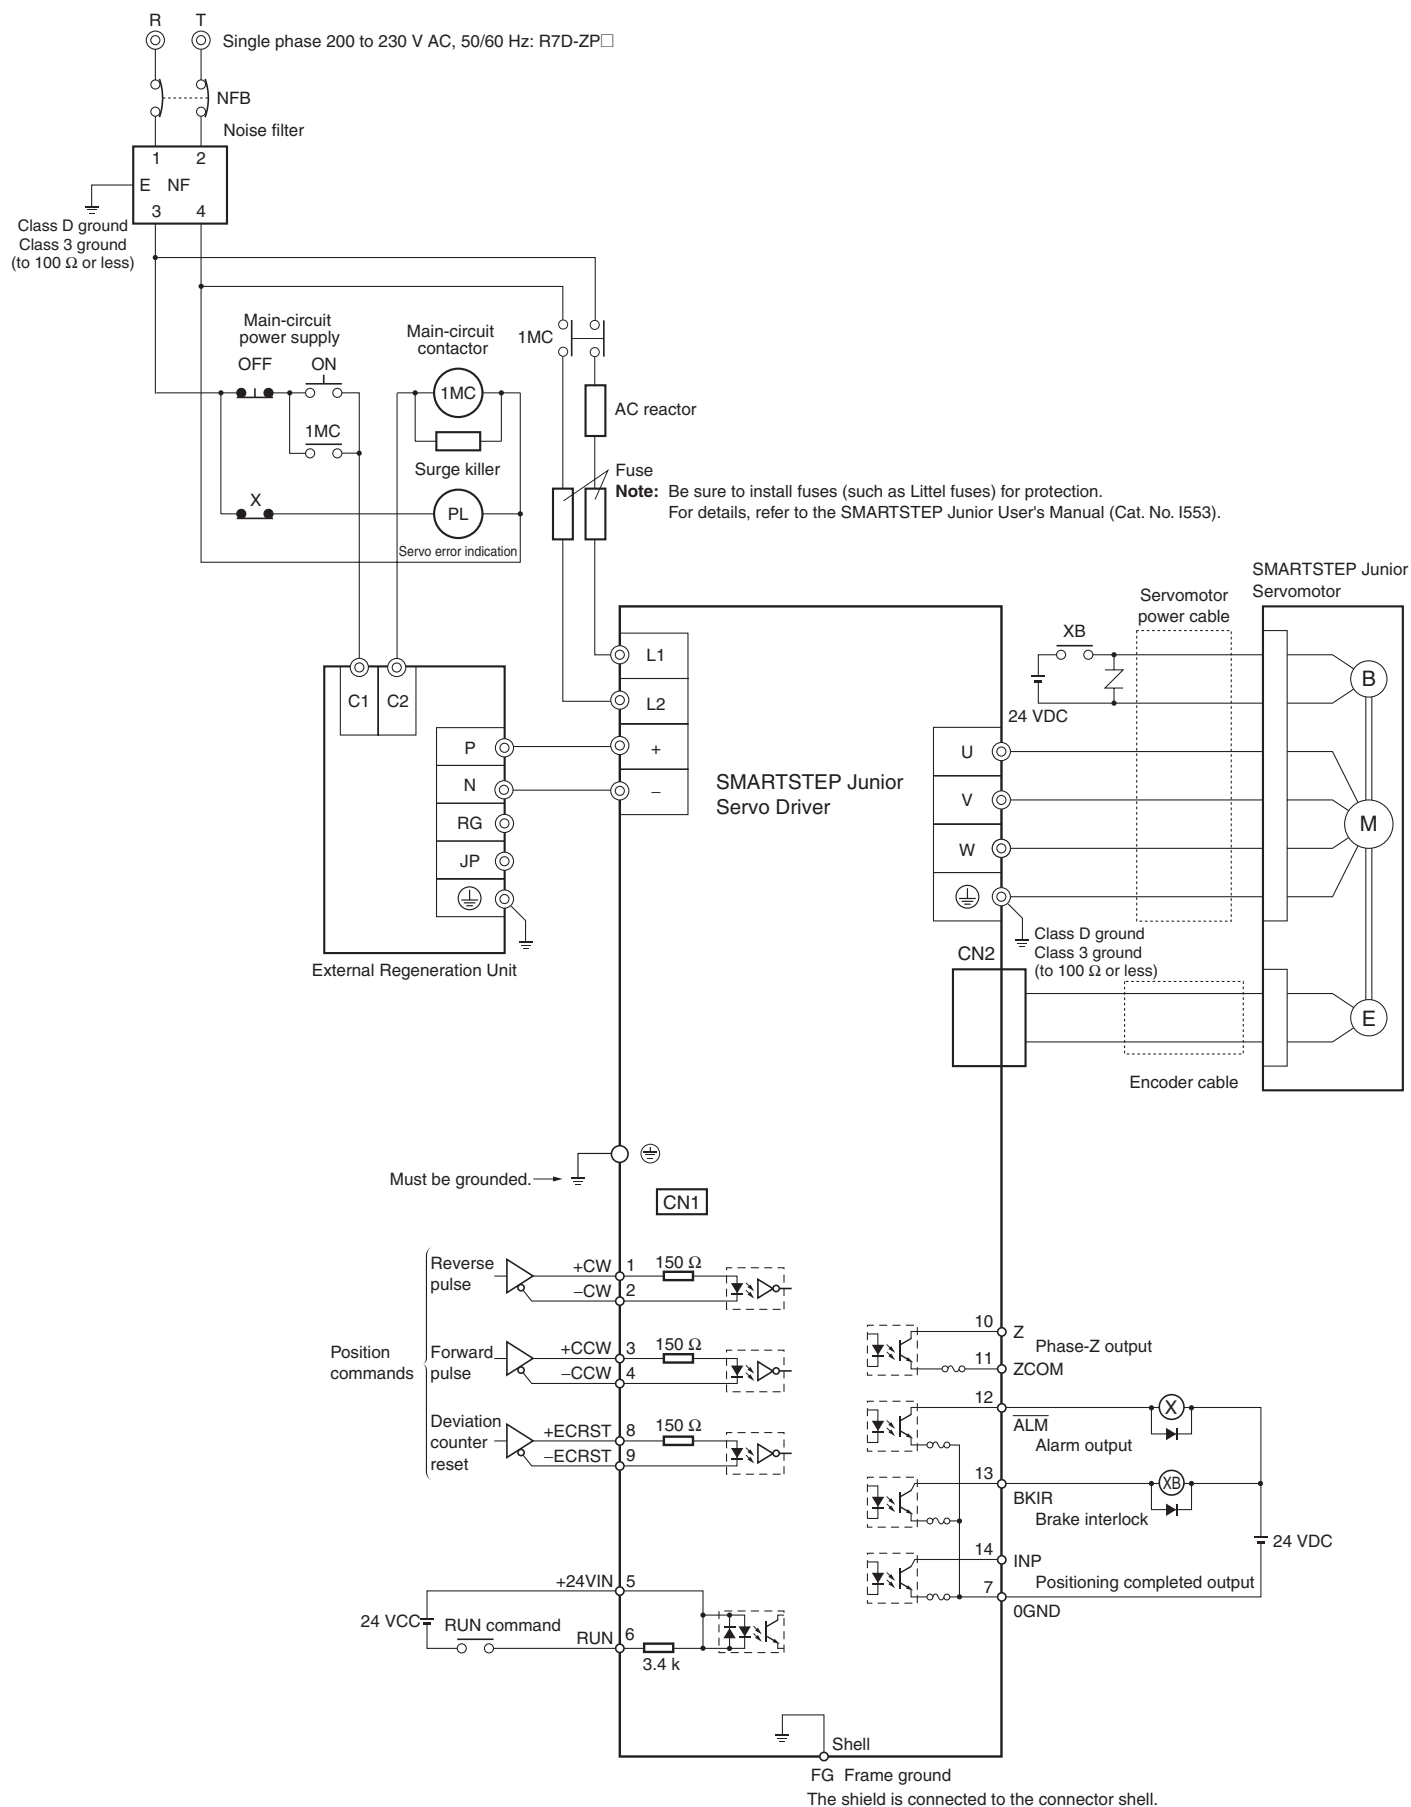 R T
Single phase 200 to 230 V AC, 50/60 Hz: R7D-ZP□
NFB
Noise filter
1 2
E NF
3 4
Class D ground
Class 3 ground
(to 100 Ω or less)
Main-circuit
power supply
OFF ON
1MC
Main-circuit
contactor
1MC
Surge killer
X
PL
Servo error indication
1MC
AC reactor
Fuse
Note: Be sure to install fuses (such as Littel fuses) for protection.
For details, refer to the SMARTSTEP Junior User's Manual (Cat. No. I553).
C1 C2
P
N
RG
JP
External Regeneration Unit
L1
L2
+
−
SMARTSTEP Junior
Servo Driver
U
V
W
CN2
Class D ground
Class 3 ground
(to 100 Ω or less)
XB
24 VDC
Servomotor
power cable
SMARTSTEP Junior
Servomotor
B
M
E
Encoder cable
Must be grounded.
CN1
Position
commands
Reverse
pulse
+CW 1 150 Ω
−CW 2
Forward
pulse
+CCW 3 150 Ω
−CCW 4
Deviation
counter
reset
+ECRST 8 150 Ω
−ECRST 9
+24VIN 5
24 VCC
RUN command
RUN 6
3.4 k
10 Z
Phase-Z output
11 ZCOM
12
ALM
Alarm output
X
13
BKIR
Brake interlock
XB
14 INP
Positioning completed output
7
0GND
24 VDC
Shell
FG Frame ground
The shield is connected to the connector shell.